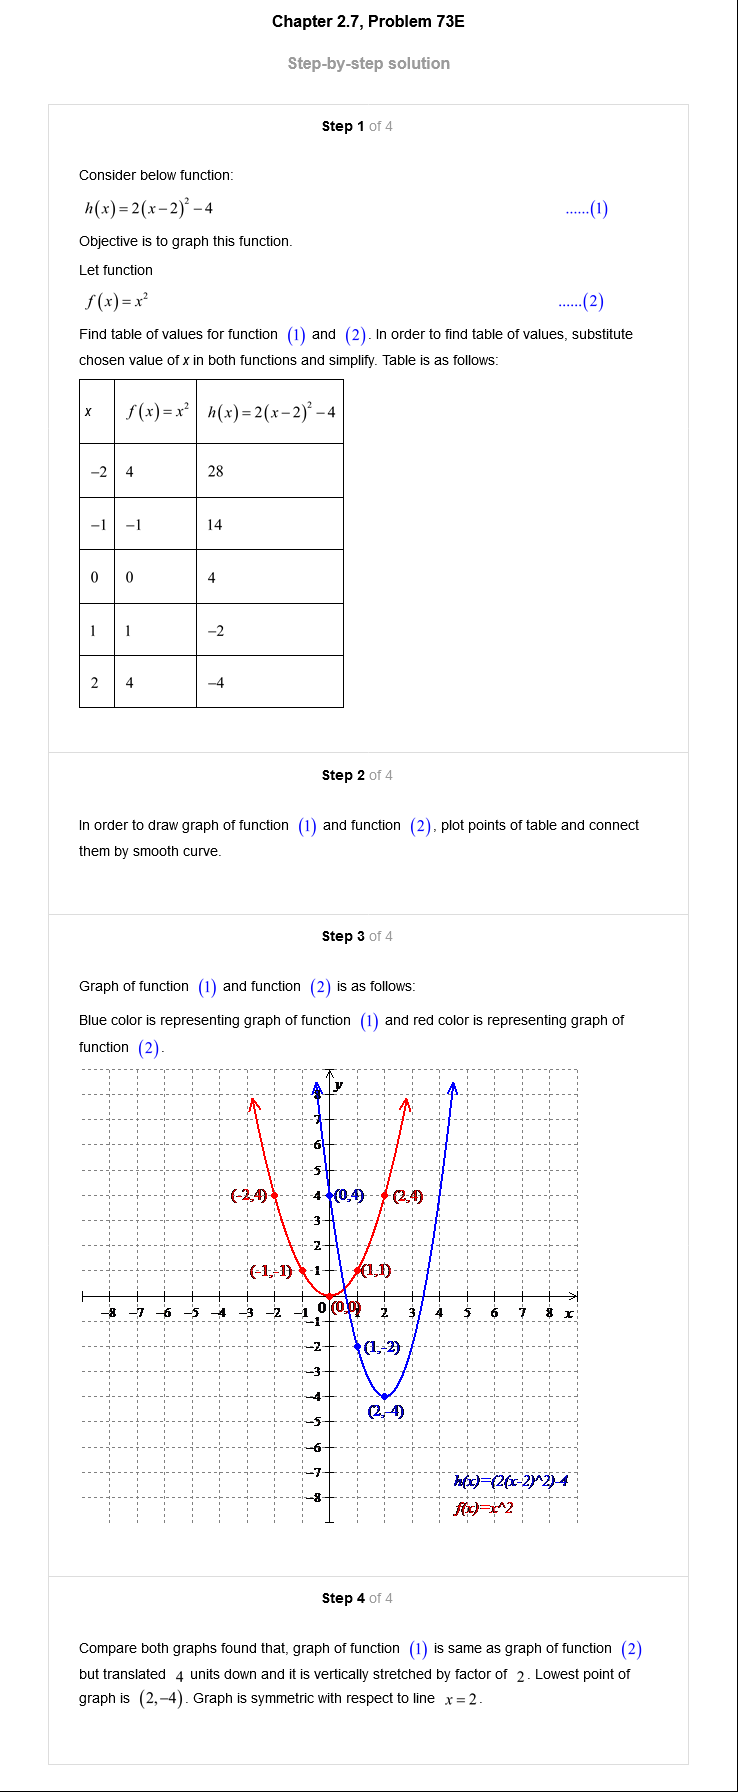 Chapter 2.7, Problem 73E
Step-by-step solution
Step 1 of 4
Consider below function:
h(x)=2(x−2)²−4 ......(1)
Objective is to graph this function.
Let function
f(x)=x² ......(2)
Find table of values for function (1) and (2). In order to find table of values, substitute
chosen value of x in both functions and simplify. Table is as follows:
x f(x)=x² h(x)=2(x−2)²−4
−2 4 28
−1 −1 14
0 0 4
1 1 −2
2 4 −4
Step 2 of 4
In order to draw graph of function (1) and function (2), plot points of table and connect
them by smooth curve.
Step 3 of 4
Graph of function (1) and function (2) is as follows:
Blue color is representing graph of function (1) and red color is representing graph of
function (2).
y
8
7
6
5
(-2,4) 4 (0,4) (2,4)
3
2
(-1,-1) 1 (1,1)
−8 −7 −6 −5 −4 −3 −2 −1 0 (0,0) 1 2 3 4 5 6 7 8 x
−1
−2 (1,-2)
−3
−4
(2,-4)
−5
−6
−7
h(x)=(2(x-2)^2)-4
−8
f(x)=x^2
Step 4 of 4
Compare both graphs found that, graph of function (1) is same as graph of function (2)
but translated 4 units down and it is vertically stretched by factor of 2. Lowest point of
graph is (2,−4). Graph is symmetric with respect to line x=2.